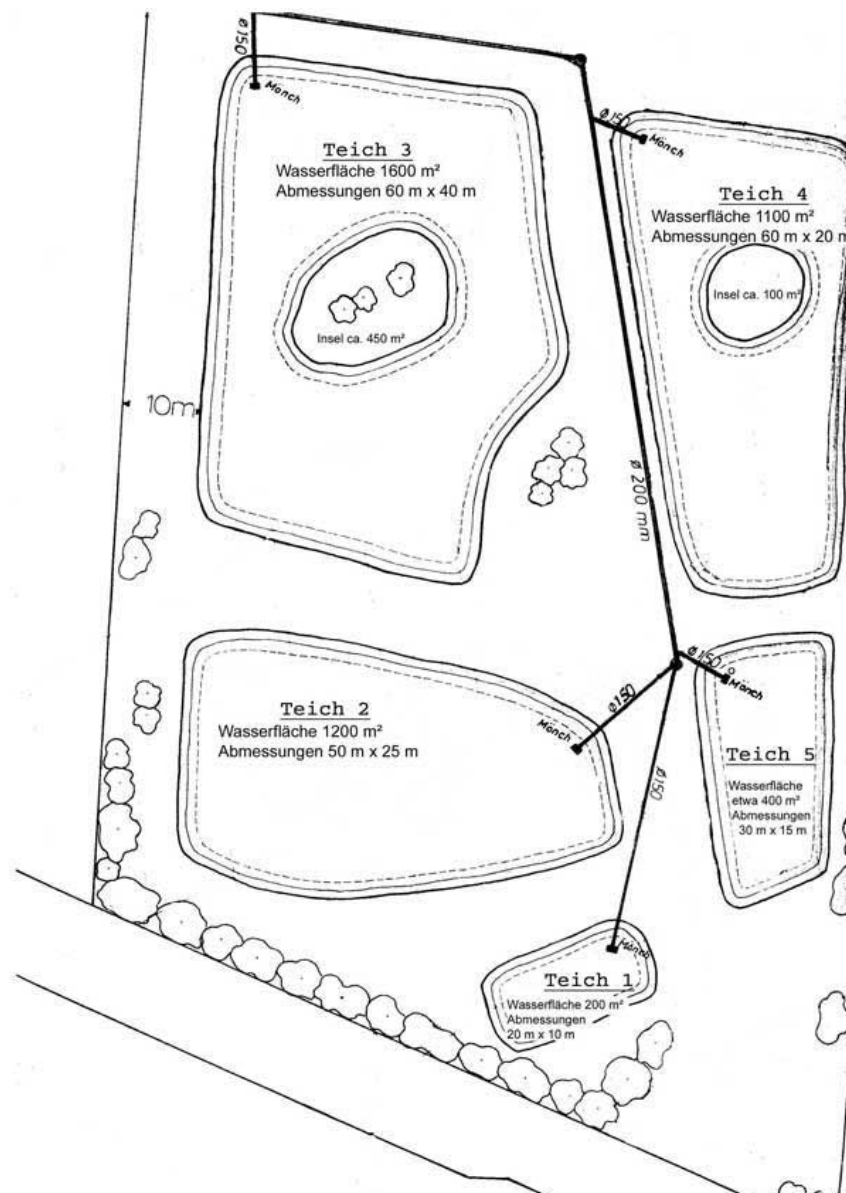 ø150
Mönch
Teich 3
Wasserfläche 1600 m²
Abmessungen 60 m x 40 m
Insel ca. 450 m²
10m
ø150
Mönch
Teich 4
Wasserfläche 1100 m²
Abmessungen 60 m x 20 m
Insel ca. 100 m²
ø 200 mm
Teich 2
Wasserfläche 1200 m²
Abmessungen 50 m x 25 m
Mönch
ø150
ø150
Mönch
Teich 5
Wasserfläche
etwa 400 m²
Abmessungen
30 m x 15 m
ø150
Mönch
Teich 1
Wasserfläche 200 m²
Abmessungen
20 m x 10 m